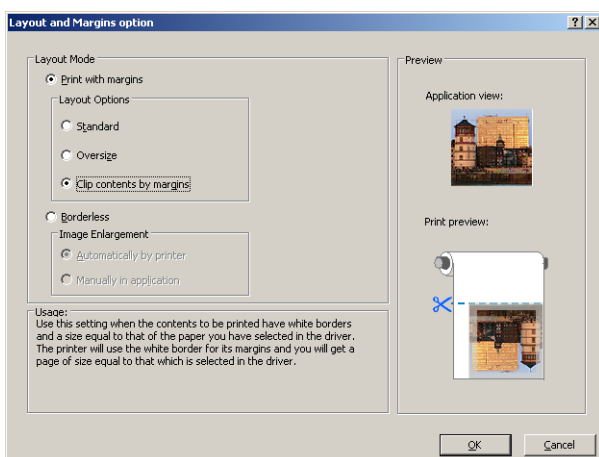 Layout and Margins option
Layout Mode
Print with margins
Layout Options
Standard
Oversize
Clip contents by margins
Borderless
Image Enlargement
Automatically by printer
Manually in application
Usage:
Use this setting when the contents to be printed have white borders
and a size equal to that of the paper you have selected in the driver.
The printer will use the white border for its margins and you will get a
page of size equal to that which is selected in the driver.
Preview
Application view:
Print preview:
OK
Cancel